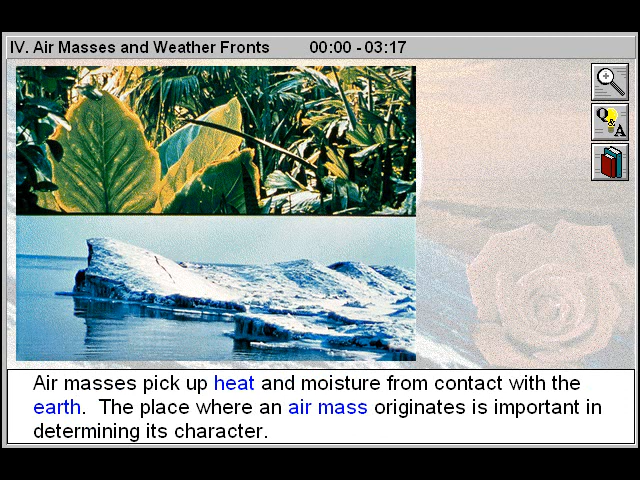 IV. Air Masses and Weather Fronts 00:00 - 03:17
Q
&
A
Air masses pick up heat and moisture from contact with the
earth. The place where an air mass originates is important in
determining its character.